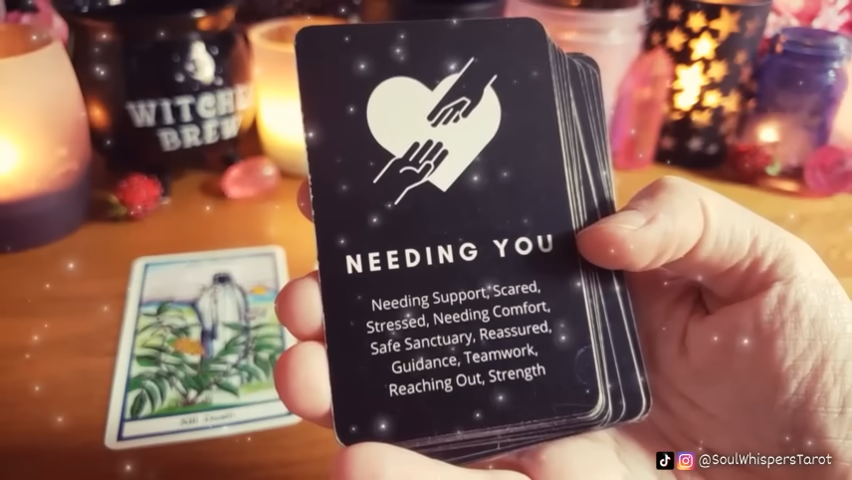 WITCHES
BREW
NEEDING YOU
Needing Support, Scared,
Stressed, Needing Comfort,
Safe Sanctuary, Reassured,
Guidance, Teamwork,
Reaching Out, Strength
@SoulWhispersTarot